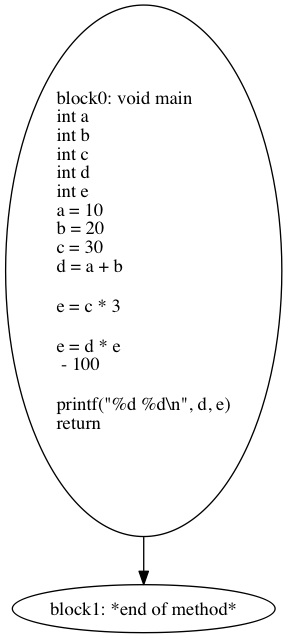 block0: void main
int a
int b
int c
int d
int e
a = 10
b = 20
c = 30
d = a + b
e = c * 3
e = d * e
- 100
printf("%d %d\n", d, e)
return
block1: *end of method*